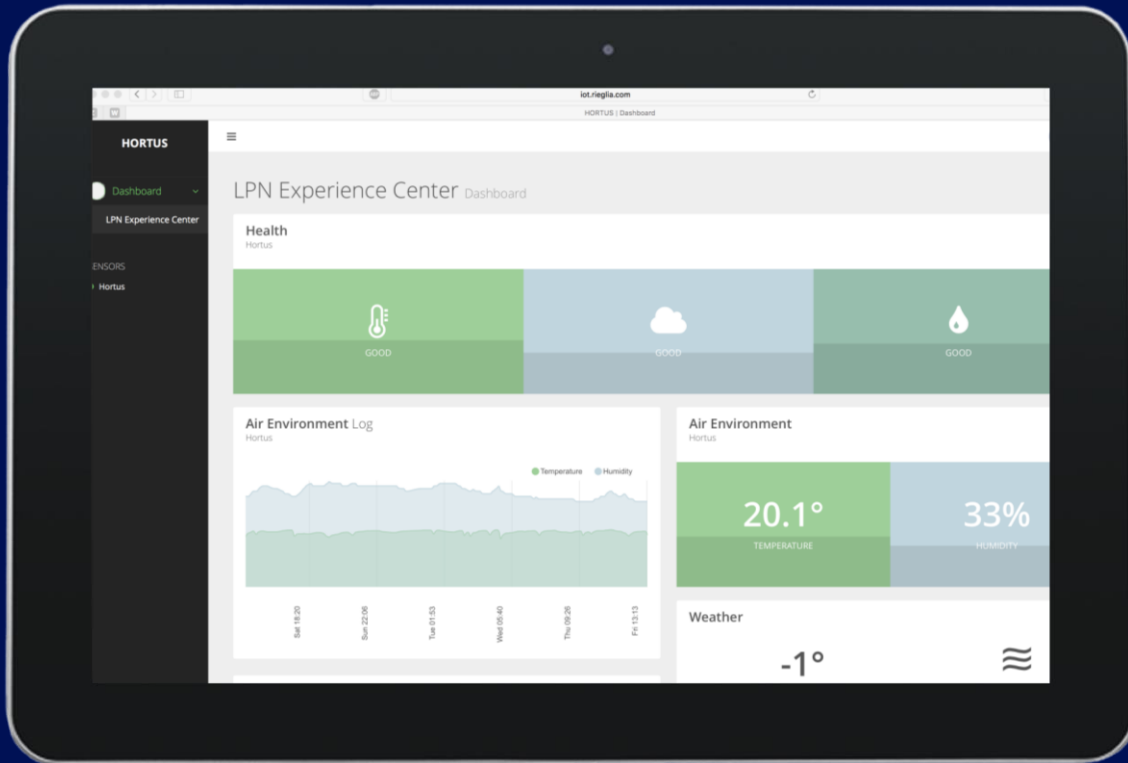 iot.rieglia.com
HORTUS | Dashboard
HORTUS
Dashboard
LPN Experience Center
ENSORS
Hortus
LPN Experience Center Dashboard
Health
Hortus
GOOD
GOOD
GOOD
Air Environment Log
Hortus
Temperature
Humidity
Sat 18:20
Sun 22:06
Tue 01:53
Wed 05:40
Thu 09:26
Fri 13:13
Air Environment
Hortus
20.1°
TEMPERATURE
33%
HUMIDITY
Weather
-1°